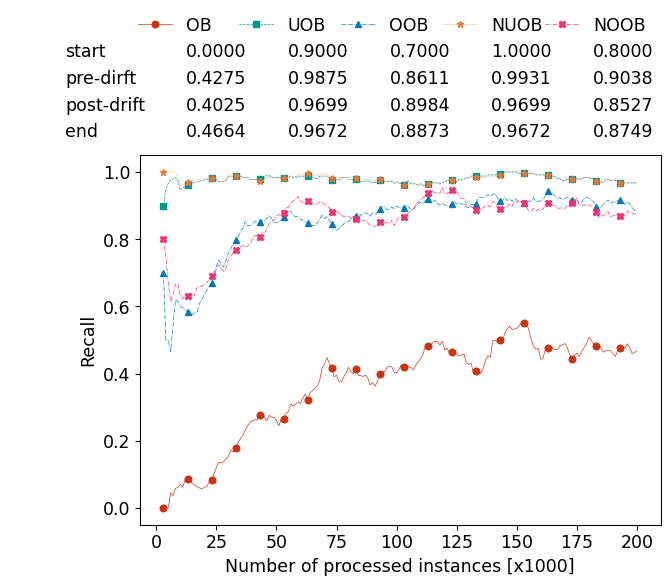 OB UOB OOB NUOB NOOB
start 0.0000 0.9000 0.7000 1.0000 0.8000
pre-dirft 0.4275 0.9875 0.8611 0.9931 0.9038
post-drift 0.4025 0.9699 0.8984 0.9699 0.8527
end 0.4664 0.9672 0.8873 0.9672 0.8749
1.0
0.8
0.6
0.4
0.2
0.0
Recall
0 25 50 75 100 125 150 175 200
Number of processed instances [x1000]